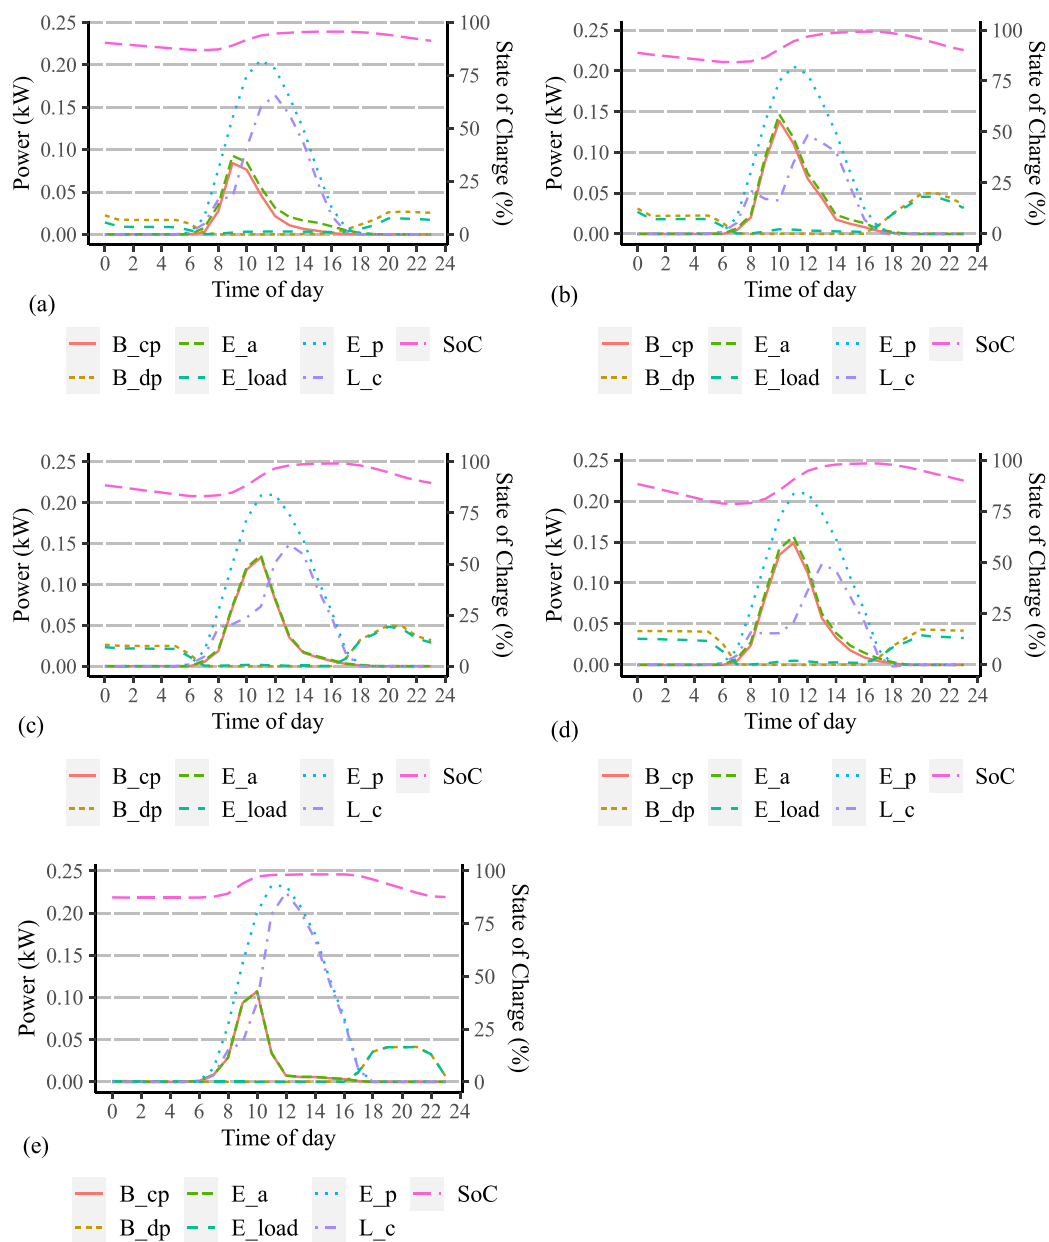 0.25
0.20
0.15
0.10
0.05
0.00
Power (kW)
100
75
50
25
0
State of Charge (%)
0 2 4 6 8 10 12 14 16 18 20 22 24
Time of day
(a)
B_cp E_a E_p SoC
B_dp E_load L_c
0.25
0.20
0.15
0.10
0.05
0.00
Power (kW)
100
75
50
25
0
State of Charge (%)
0 2 4 6 8 10 12 14 16 18 20 22 24
Time of day
(b)
B_cp E_a E_p SoC
B_dp E_load L_c
0.25
0.20
0.15
0.10
0.05
0.00
Power (kW)
100
75
50
25
0
State of Charge (%)
0 2 4 6 8 10 12 14 16 18 20 22 24
Time of day
(c)
B_cp E_a E_p SoC
B_dp E_load L_c
0.25
0.20
0.15
0.10
0.05
0.00
Power (kW)
100
75
50
25
0
State of Charge (%)
0 2 4 6 8 10 12 14 16 18 20 22 24
Time of day
(d)
B_cp E_a E_p SoC
B_dp E_load L_c
0.25
0.20
0.15
0.10
0.05
0.00
Power (kW)
100
75
50
25
0
State of Charge (%)
0 2 4 6 8 10 12 14 16 18 20 22 24
Time of day
(e)
B_cp E_a E_p SoC
B_dp E_load L_c